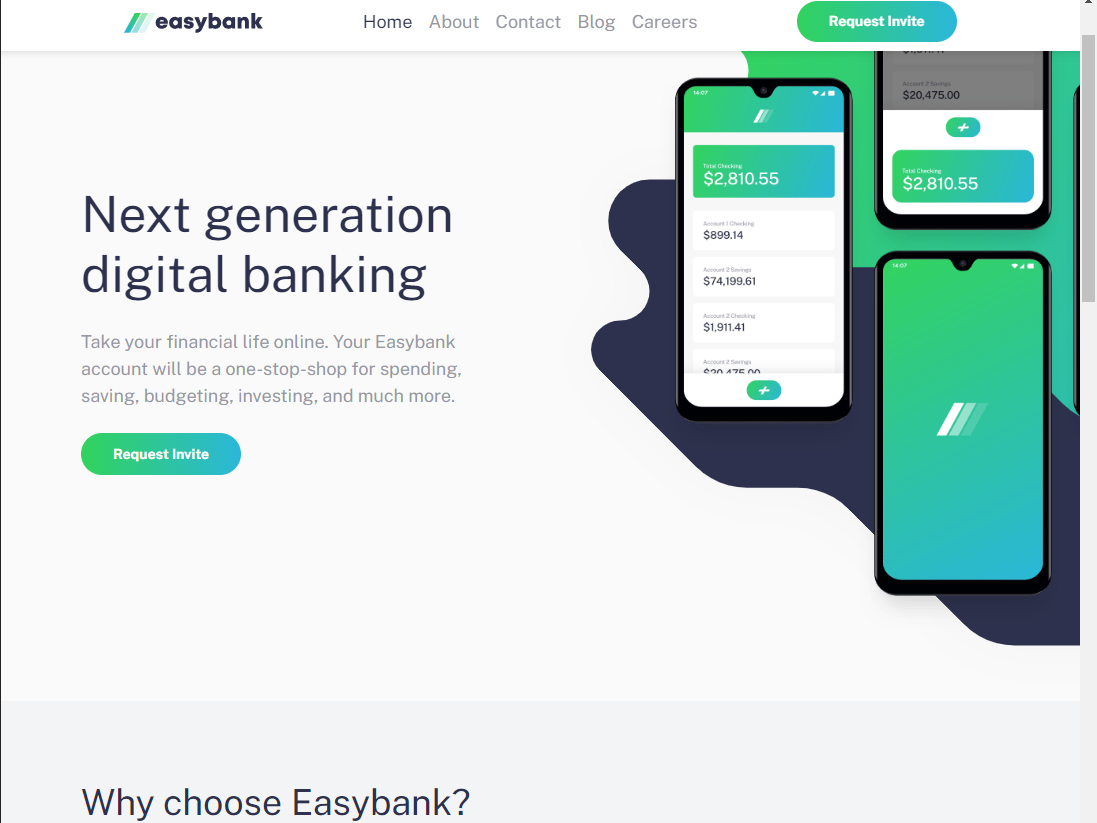 easybank
Home About Contact Blog Careers
Request Invite
Next generation
digital banking
Take your financial life online. Your Easybank
account will be a one-stop-shop for spending,
saving, budgeting, investing, and much more.
Request Invite
14:07
Total Checking
$2,810.55
Account 1 Checking
$899.14
Account 2 Savings
$74,199.61
Account 2 Checking
$1,911.41
Account 2 Savings
$20,475.00
Account 2 Savings
$20,475.00
Total Checking
$2,810.55
14:07
Why choose Easybank?